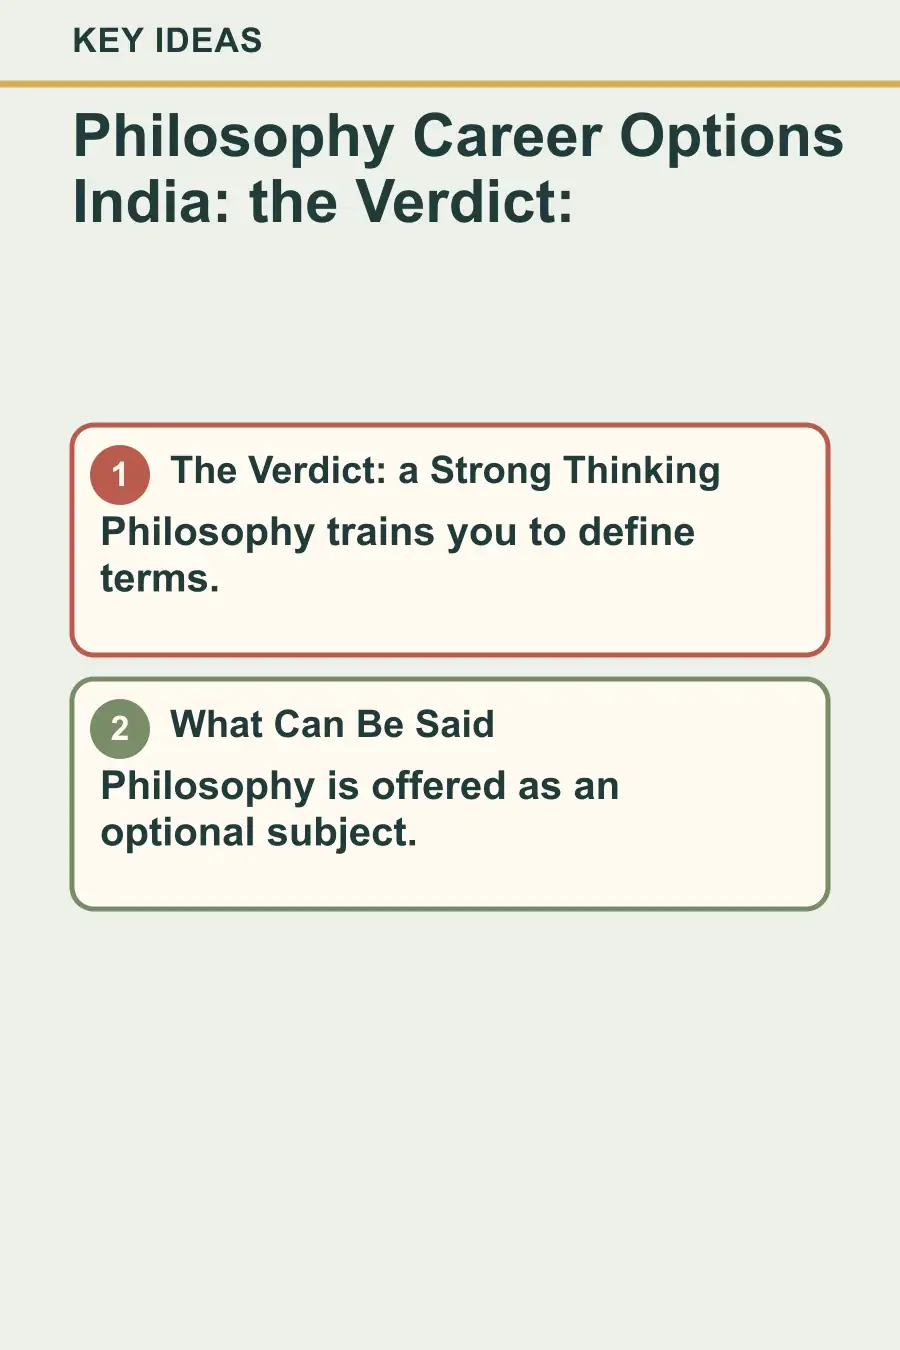 KEY IDEAS
Philosophy Career Options
India: the Verdict:
1 The Verdict: a Strong Thinking
Philosophy trains you to define
terms.
2 What Can Be Said
Philosophy is offered as an
optional subject.